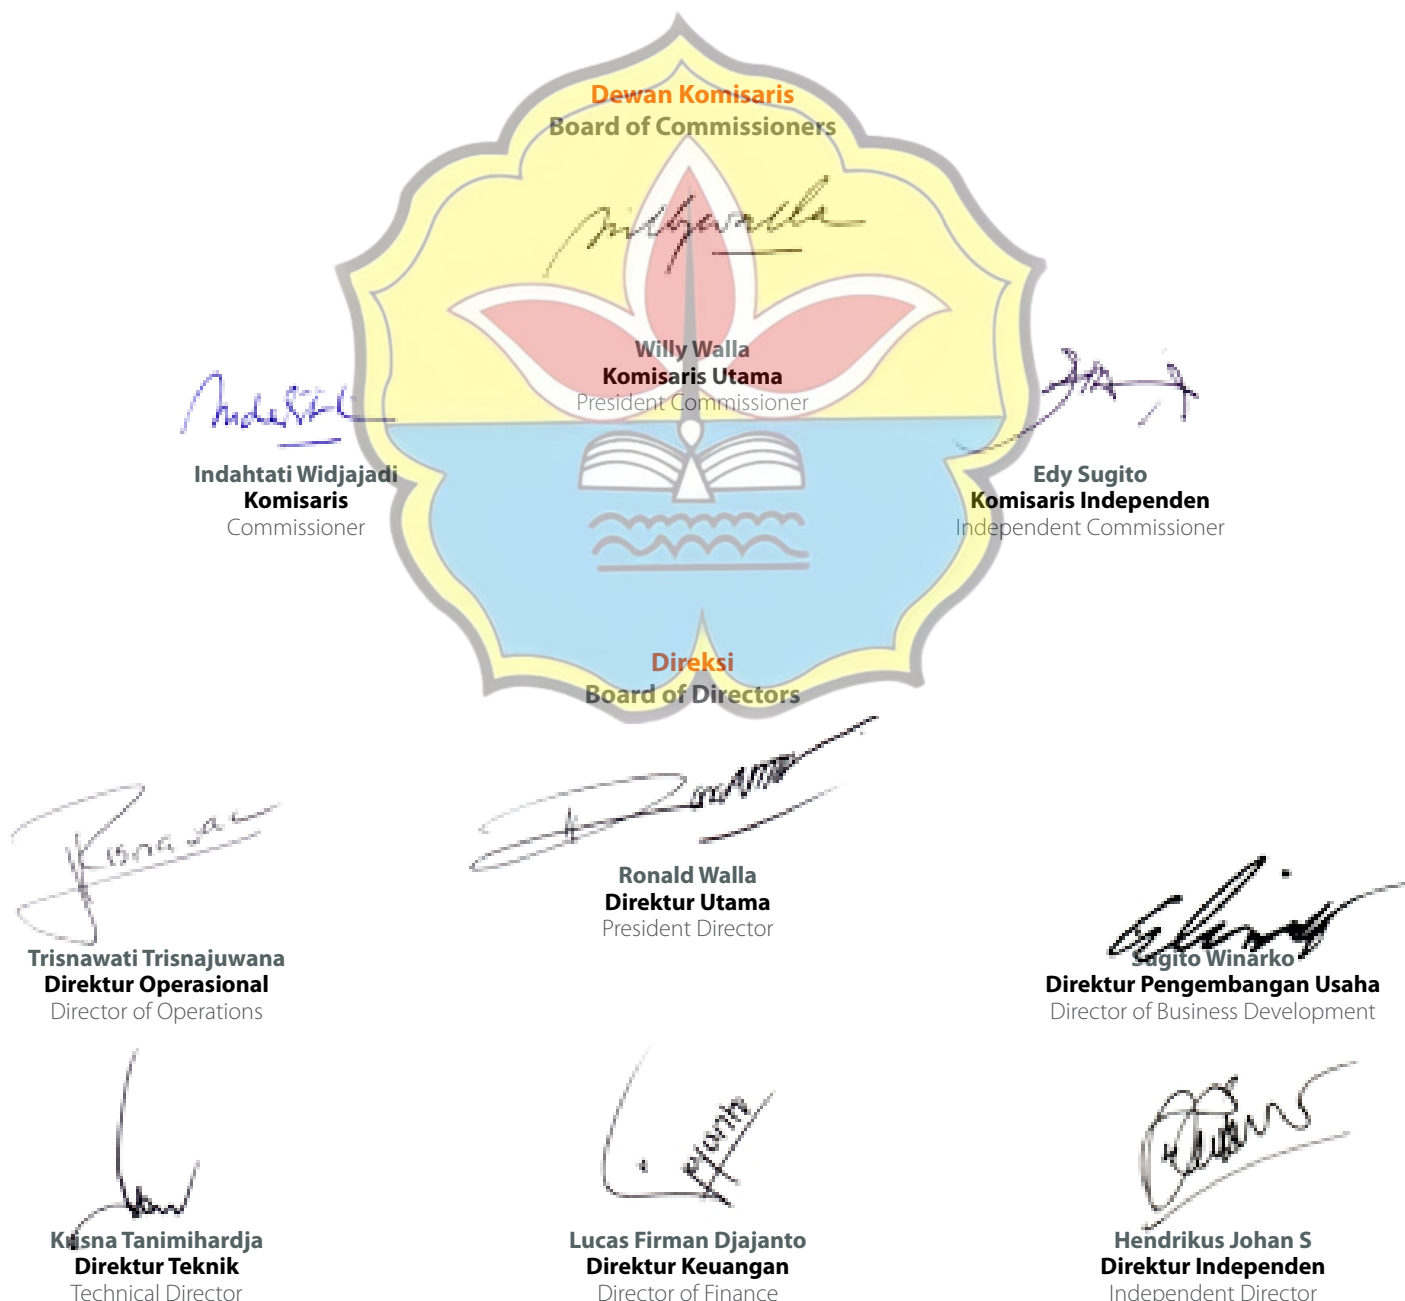 Dewan Komisaris
Board of Commissioners
Willy Walla
Komisaris Utama
President Commissioner
Indahtati Widjajadi
Komisaris
Commissioner
Edy Sugito
Komisaris Independen
Independent Commissioner
Direksi
Board of Directors
Ronald Walla
Direktur Utama
President Director
Trisnawati Trisnajuwana
Direktur Operasional
Director of Operations
Sugito Winarko
Direktur Pengembangan Usaha
Director of Business Development
Krisna Tanimihardja
Direktur Teknik
Technical Director
Lucas Firman Djajanto
Direktur Keuangan
Director of Finance
Hendrikus Johan S
Direktur Independen
Independent Director